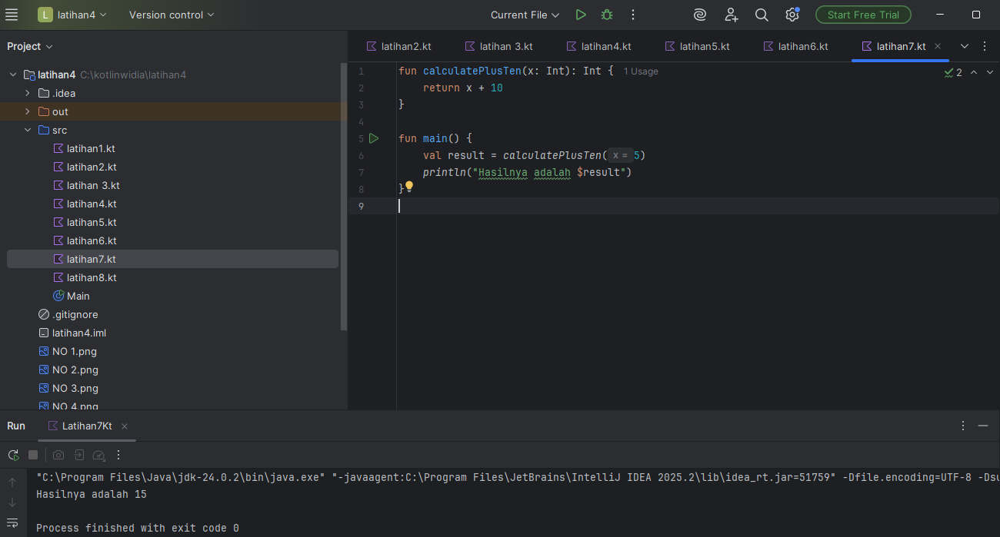 L latihan4 Version control Current File Start Free Trial
Project
latihan2.kt latihan 3.kt latihan4.kt latihan5.kt latihan6.kt latihan7.kt
latihan4 C:\kotlinwidia\latihan4
.idea
out
src
latihan1.kt
latihan2.kt
latihan 3.kt
latihan4.kt
latihan5.kt
latihan6.kt
latihan7.kt
latihan8.kt
Main
.gitignore
latihan4.iml
NO 1.png
NO 2.png
NO 3.png
NO 4.png
1 fun calculatePlusTen(x: Int): Int { 1 Usage
2
2 return x + 10
3 }
4
5 fun main() {
6 val result = calculatePlusTen( x = 5)
7 println("Hasilnya adalah $result")
8 }
9
Run Latihan7Kt
"C:\Program Files\Java\jdk-24.0.2\bin\java.exe" "-javaagent:C:\Program Files\JetBrains\IntelliJ IDEA 2025.2\lib\idea_rt.jar=51759" -Dfile.encoding=UTF-8 -Dsu
Hasilnya adalah 15
Process finished with exit code 0